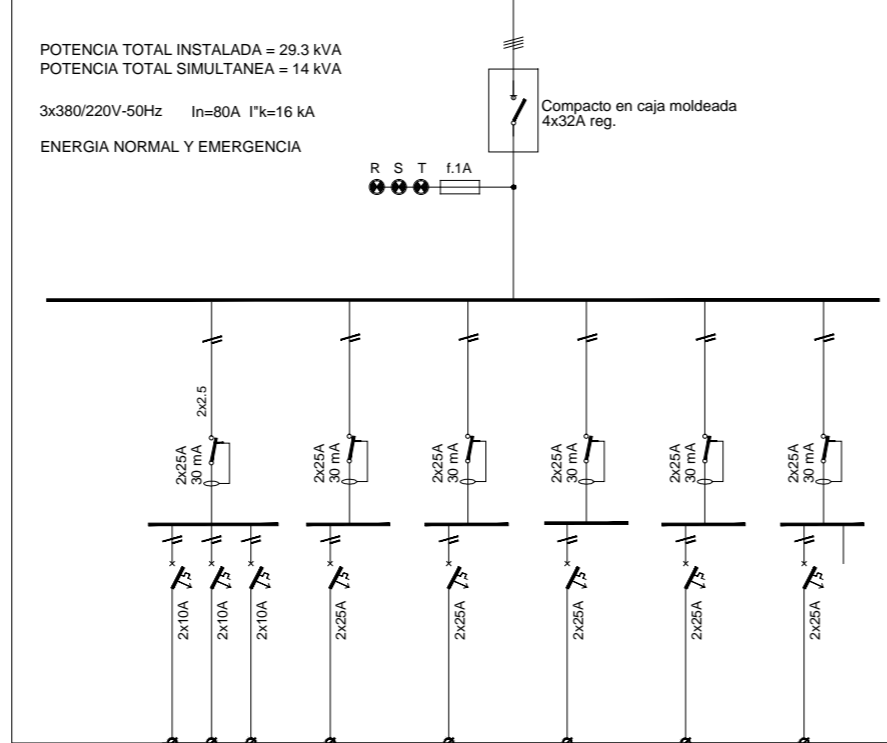 POTENCIA TOTAL INSTALADA = 29.3 kVA
POTENCIA TOTAL SIMULTANEA = 14 kVA
3x380/220V-50Hz In=80A I"k=16 kA
ENERGIA NORMAL Y EMERGENCIA
Compacto en caja moldeada
4x32A reg.
R S T f.1A
2x2.5
2x25A
30 mA
2x25A
30 mA
2x25A
30 mA
2x25A
30 mA
2x25A
30 mA
2x25A
30 mA
2x10A
2x10A
2x10A
2x25A
2x25A
2x25A
2x25A
2x25A